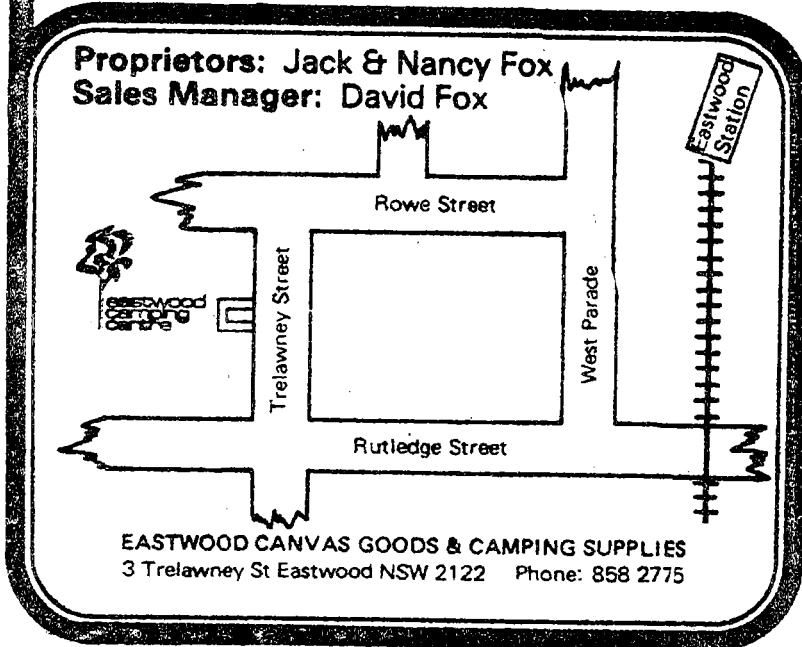 Proprietors: Jack & Nancy Fox
Sales Manager: David Fox
Eastwood
Station
Rowe Street
Trelawney Street
West Parade
eastwood
camping
centre
Rutledge Street
EASTWOOD CANVAS GOODS & CAMPING SUPPLIES
3 Trelawney St Eastwood NSW 2122 Phone: 858 2775